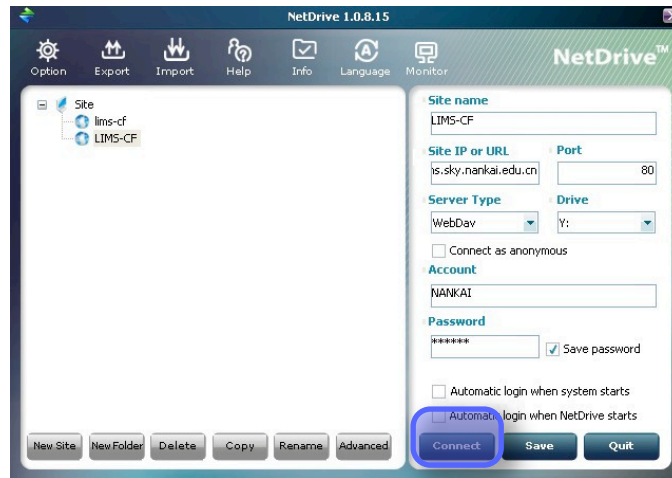 NetDrive 1.0.8.15
Option Export Import Help Info Language Monitor NetDrive™
Site
lims-cf
LIMS-CF
New Site New Folder Delete Copy Rename Advanced
Site name
LIMS-CF
Site IP or URL Port
s.sky.nankai.edu.cn 80
Server Type Drive
WebDav Y:
Connect as anonymous
Account
NANKAI
Password
******
Save password
Automatic login when system starts
Automatic login when NetDrive starts
Connect Save Quit